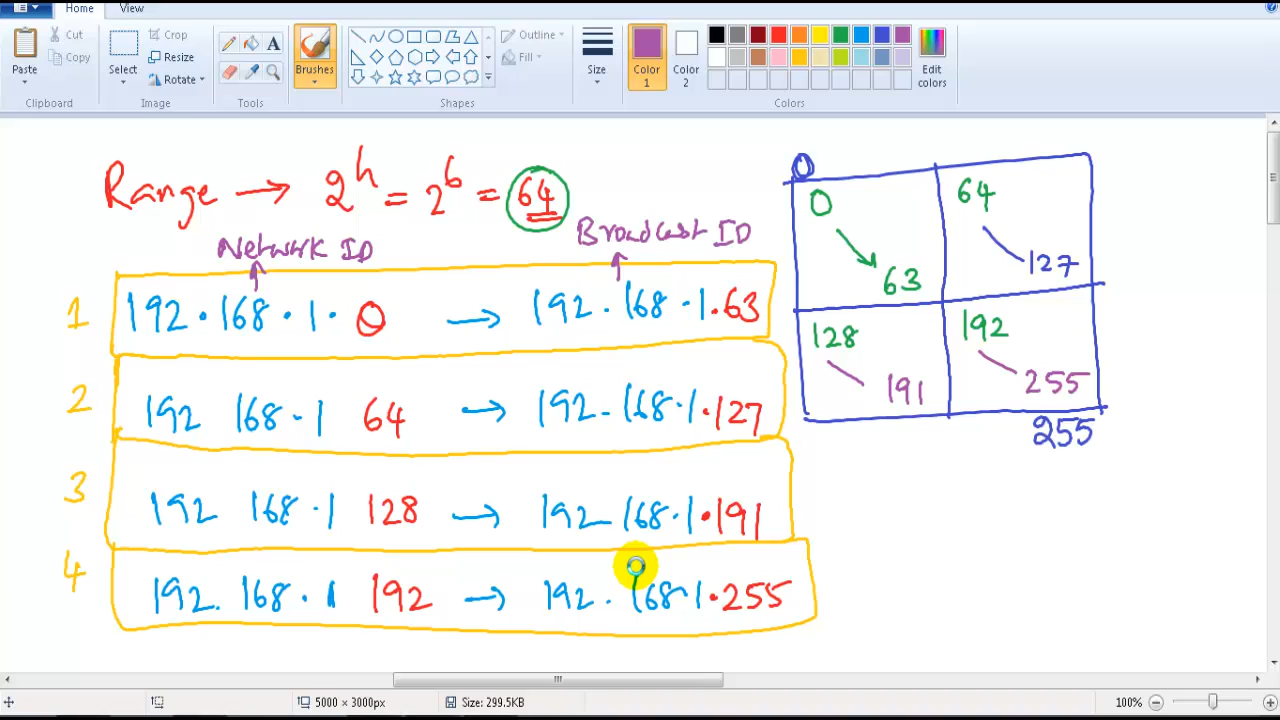 Home View
Paste
Cut
Copy
Clipboard
Select
Crop
Resize
Rotate
Image
A
Tools
Brushes
Outline
Fill
Shapes
Size
Color 1
Color 2
Edit colors
Colors
Range → 2^h = 2^6 = 64
Network ID
Broadcast ID
1 192.168.1.0 → 192.168.1.63
2 192 168.1 64 → 192.168.1.127
3 192 168.1 128 → 192.168.1.191
4 192.168.1 192 → 192.168.1.255
0
0
63
64
127
128
191
192
255
255
5000 × 3000px
Size: 299.5KB
100%